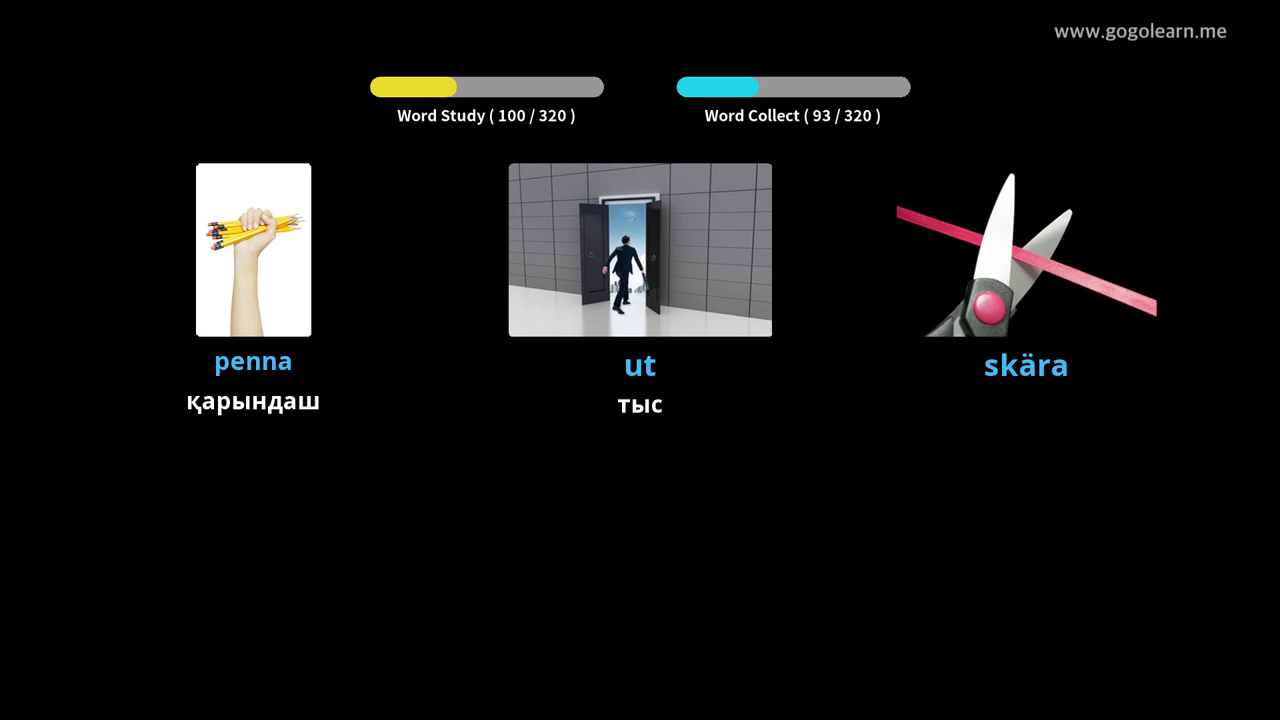 www.gogolearn.me
Word Study ( 100 / 320 )
Word Collect ( 93 / 320 )
penna
қарындаш
ut
тыс
skära